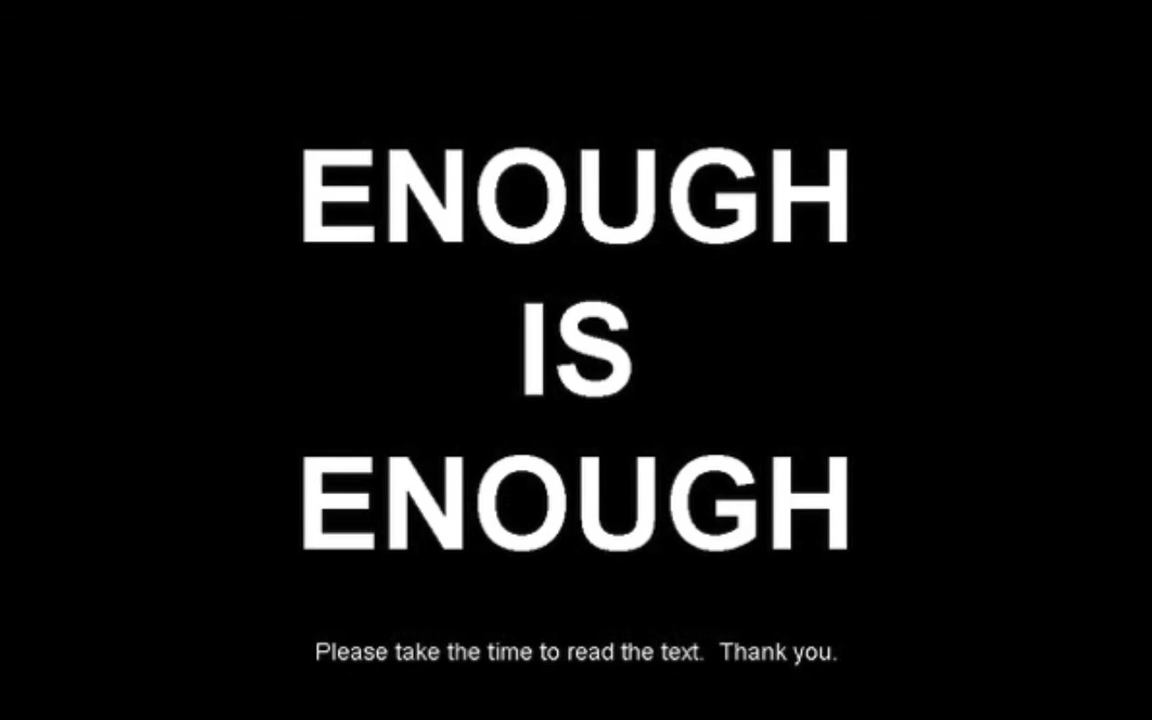 ENOUGH
IS
ENOUGH
Please take the time to read the text.  Thank you.